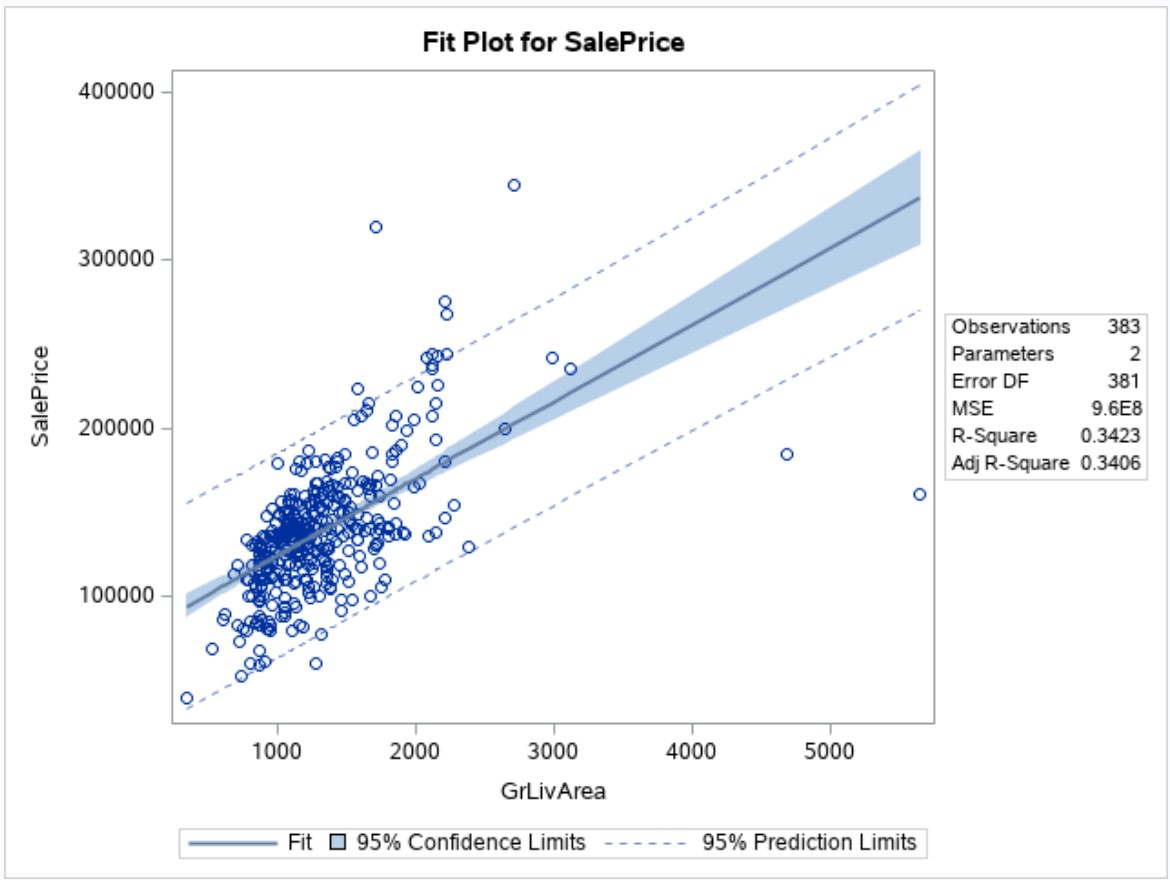 Fit Plot for SalePrice
400000
300000
200000
100000
SalePrice
1000 2000 3000 4000 5000
GrLivArea
Observations 383
Parameters 2
Error DF 381
MSE 9.6E8
R-Square 0.3423
Adj R-Square 0.3406
Fit 95% Confidence Limits 95% Prediction Limits